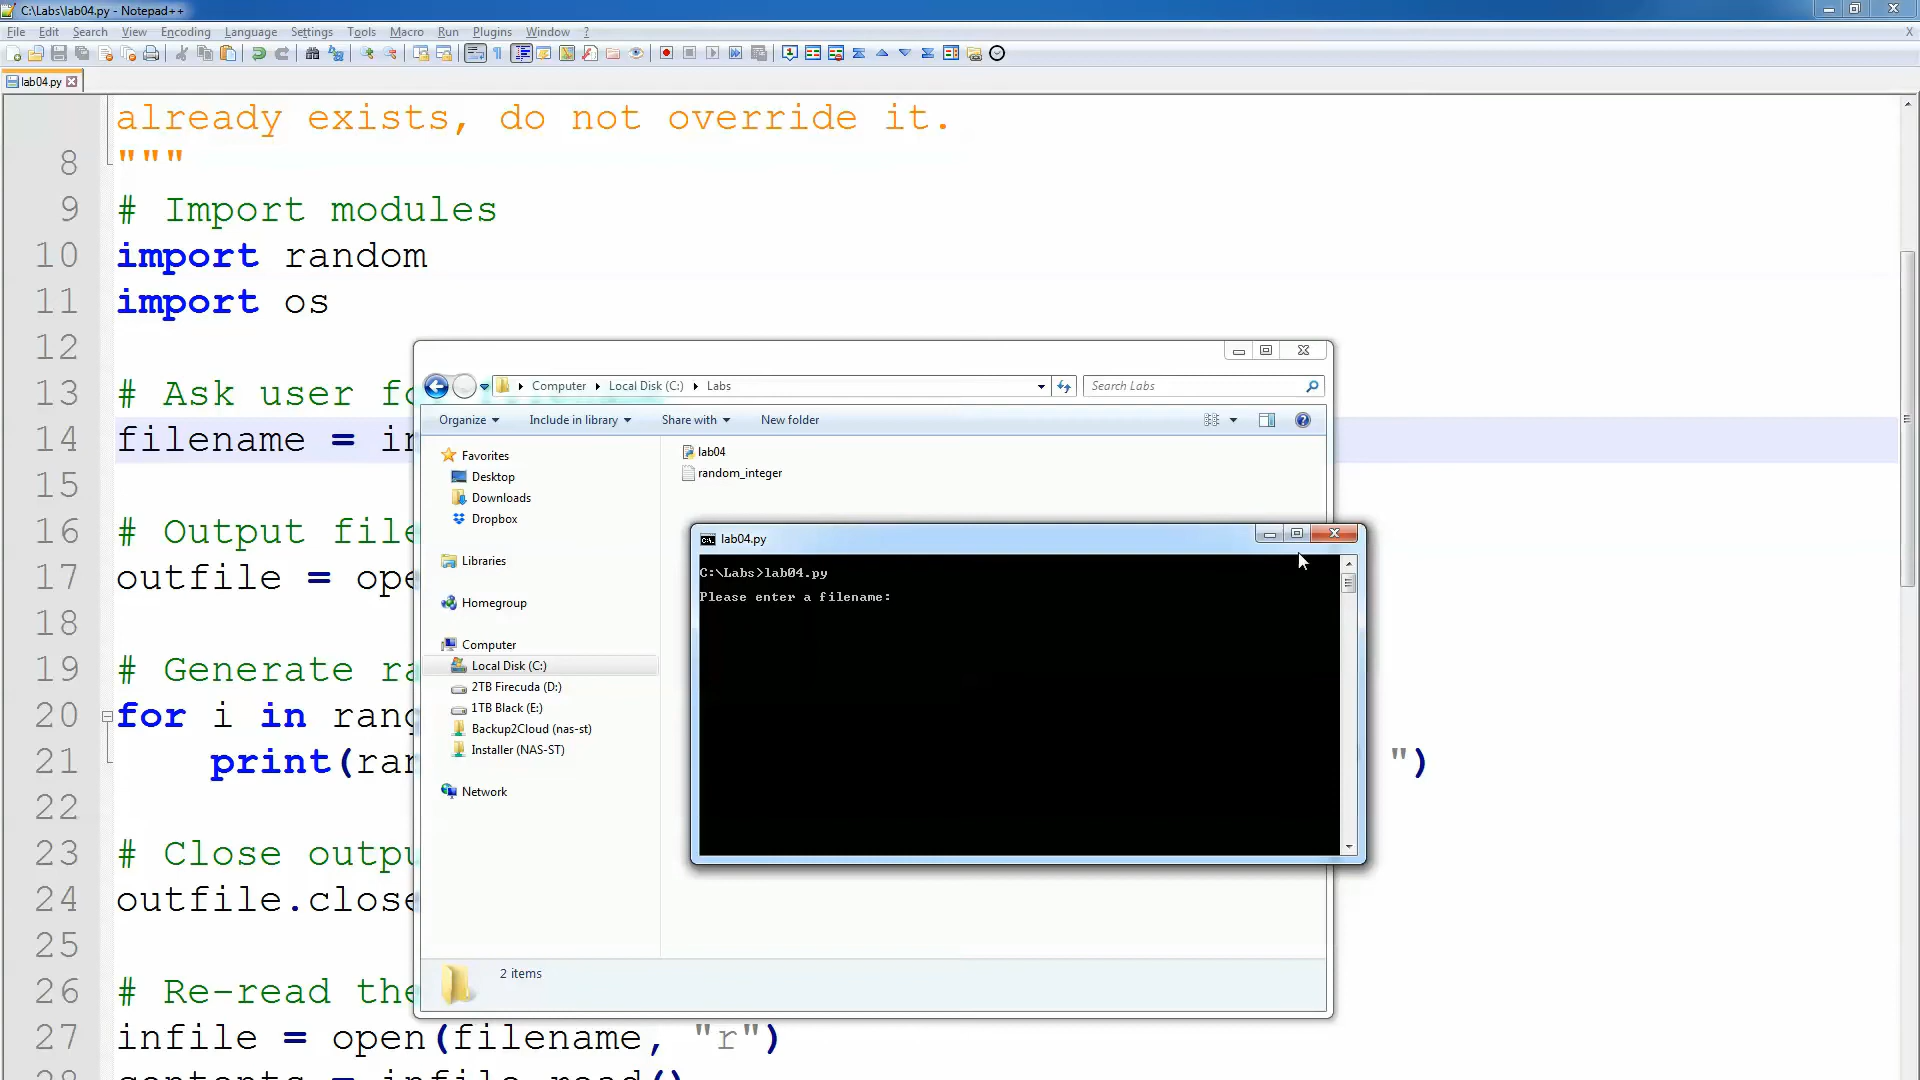 C:\Labs\lab04.py - Notepad++
File Edit Search View Encoding Language Settings Tools Macro Run Plugins Window ?
X
lab04.py
already exists, do not override it.
8 """
9 # Import modules
10 import random
11 import os
12
13 # Ask user fo
14 filename = in
15
16 # Output file
17 outfile = ope
18
19 # Generate ra
20 for i in rang
21 print(ran ")
22
23 # Close outpu
24 outfile.close
25
26 # Re-read the
27 infile = open(filename, "r")
28 contents = infile.read()
Computer Local Disk (C:) Labs
Search Labs
Organize Include in library Share with New folder
Favorites
Desktop
Downloads
Dropbox
Libraries
Homegroup
Computer
Local Disk (C:)
2TB Firecuda (D:)
1TB Black (E:)
Backup2Cloud (nas-st)
Installer (NAS-ST)
Network
lab04
random_integer
2 items
C:\. lab04.py
C:\Labs>lab04.py
Please enter a filename: